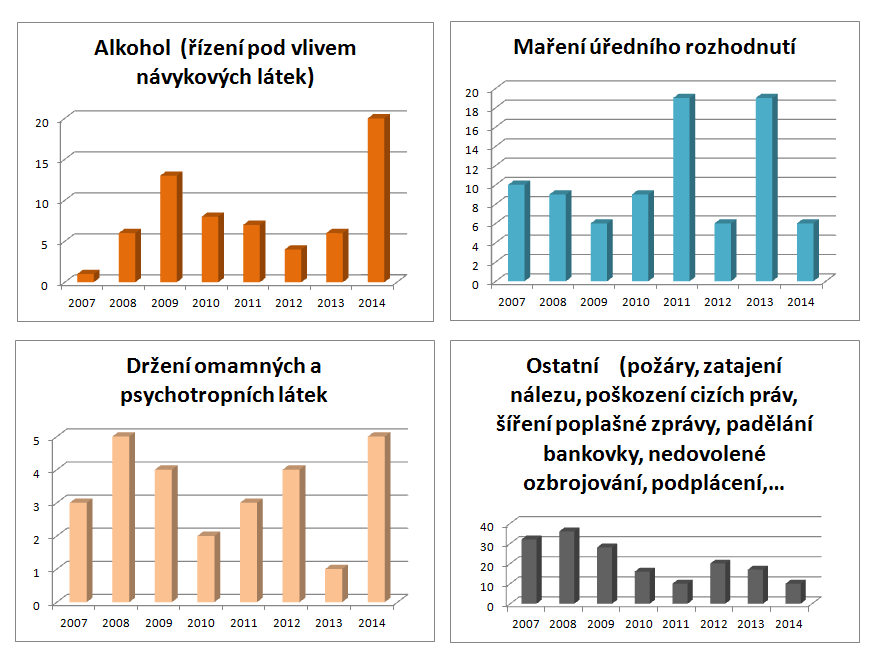 Alkohol  (řízení pod vlivem
návykových látek)
20
15
10
5
0
2007 2008 2009 2010 2011 2012 2013 2014
Maření úředního rozhodnutí
20
18
16
14
12
10
8
6
4
2
0
2007 2008 2009 2010 2011 2012 2013 2014
Držení omamných a
psychotropních látek
5
4
3
2
1
0
2007 2008 2009 2010 2011 2012 2013 2014
Ostatní    (požáry, zatajení
nálezu, poškození cizích práv,
šíření poplašné zprávy, padělání
bankovky, nedovolené
ozbrojování, podplácení,...
40
30
20
10
0
2007 2008 2009 2010 2011 2012 2013 2014